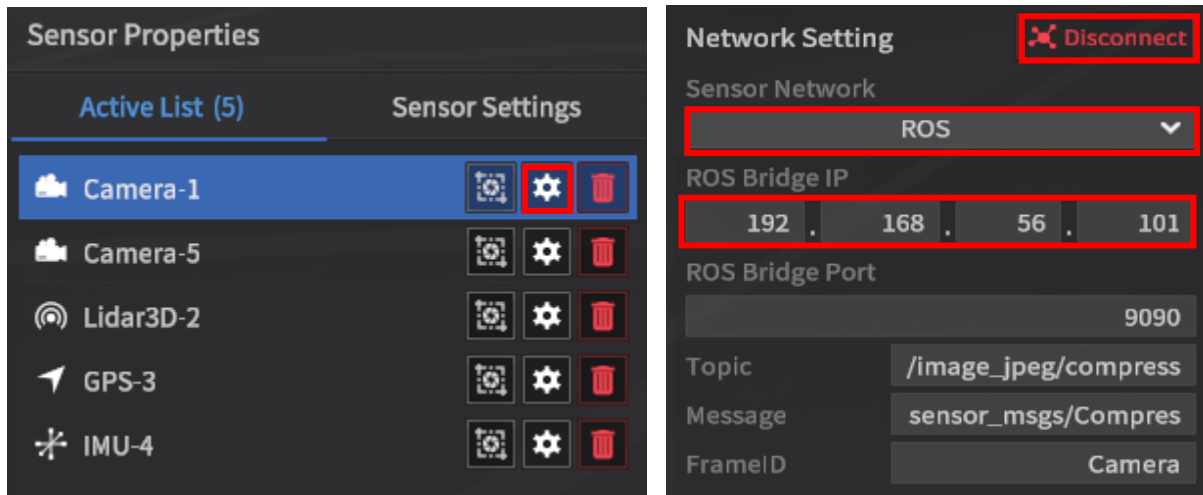 Sensor Properties
Active List (5)
Sensor Settings
Camera-1
Camera-5
Lidar3D-2
GPS-3
IMU-4
Network Setting
Disconnect
Sensor Network
ROS
ROS Bridge IP
192 . 168 . 56 . 101
ROS Bridge Port
9090
Topic /image_jpeg/compress
Message sensor_msgs/Compres
FrameID Camera